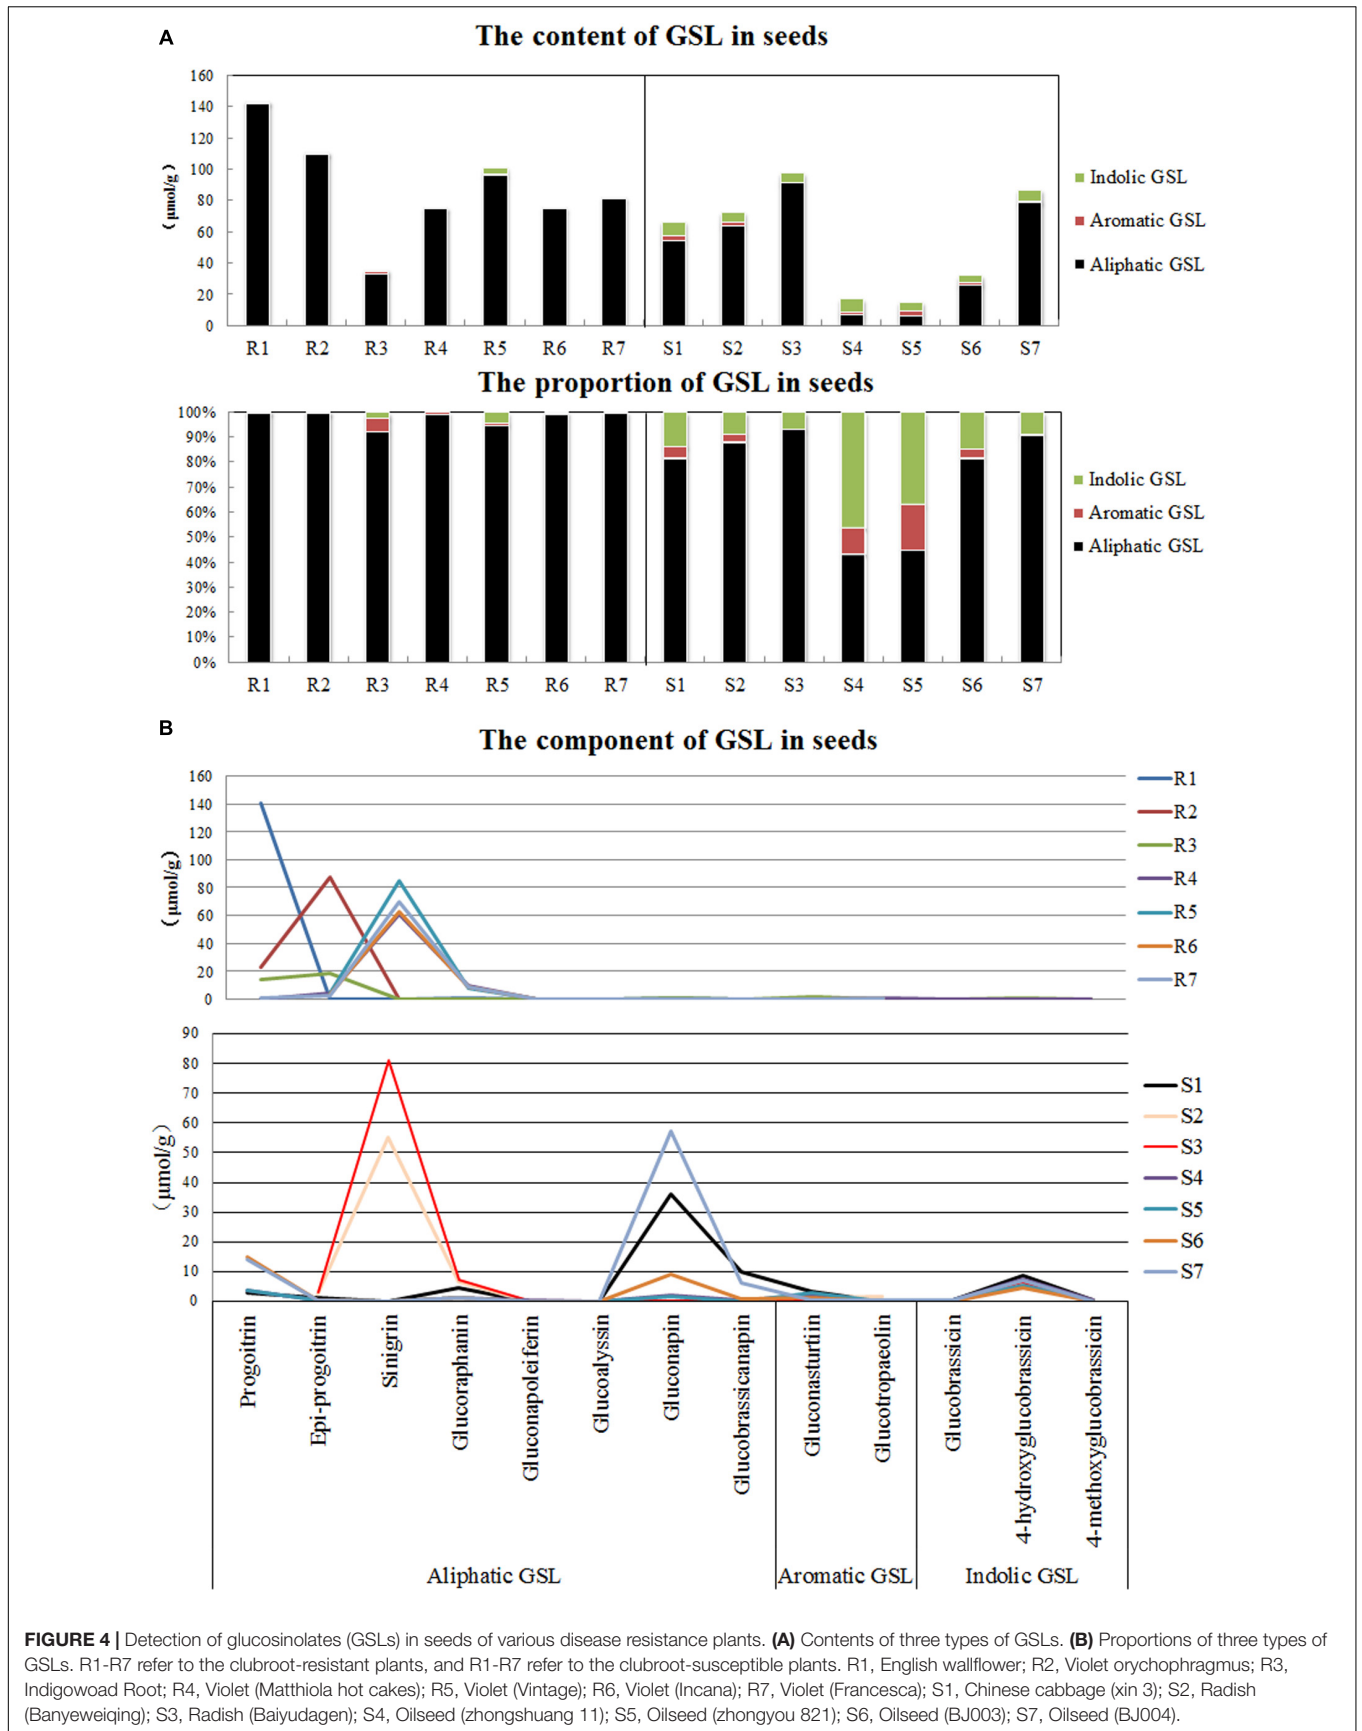 A
The content of GSL in seeds
160
140
120
100
80
60
40
20
0
(μmol/g)
R1 R2 R3 R4 R5 R6 R7 S1 S2 S3 S4 S5 S6 S7
Indolic GSL
Aromatic GSL
Aliphatic GSL
The proportion of GSL in seeds
100%
90%
80%
70%
60%
50%
40%
30%
20%
10%
0%
R1 R2 R3 R4 R5 R6 R7 S1 S2 S3 S4 S5 S6 S7
Indolic GSL
Aromatic GSL
Aliphatic GSL
B
The component of GSL in seeds
160
140
120
100
80
60
40
20
0
(μmol/g)
R1
R2
R3
R4
R5
R6
R7
90
80
70
60
50
40
30
20
10
0
(μmol/g)
S1
S2
S3
S4
S5
S6
S7
Progoitrin
Epi-progoitrin
Sinigrin
Glucoraphanin
Gluconapoleiferin
Glucoalyssin
Gluconapin
Glucobrassicanapin
Gluconasturtiin
Glucotropaeolin
Glucobrassicin
4-hydroxyglucobrassicin
4-methoxyglucobrassicin
Aliphatic GSL Aromatic GSL Indolic GSL
FIGURE 4 | Detection of glucosinolates (GSLs) in seeds of various disease resistance plants. (A) Contents of three types of GSLs. (B) Proportions of three types of
GSLs. R1-R7 refer to the clubroot-resistant plants, and R1-R7 refer to the clubroot-susceptible plants. R1, English wallflower; R2, Violet orychophragmus; R3,
Indigowoad Root; R4, Violet (Matthiola hot cakes); R5, Violet (Vintage); R6, Violet (Incana); R7, Violet (Francesca); S1, Chinese cabbage (xin 3); S2, Radish
(Banyeweiqing); S3, Radish (Baiyudagen); S4, Oilseed (zhongshuang 11); S5, Oilseed (zhongyou 821); S6, Oilseed (BJ003); S7, Oilseed (BJ004).